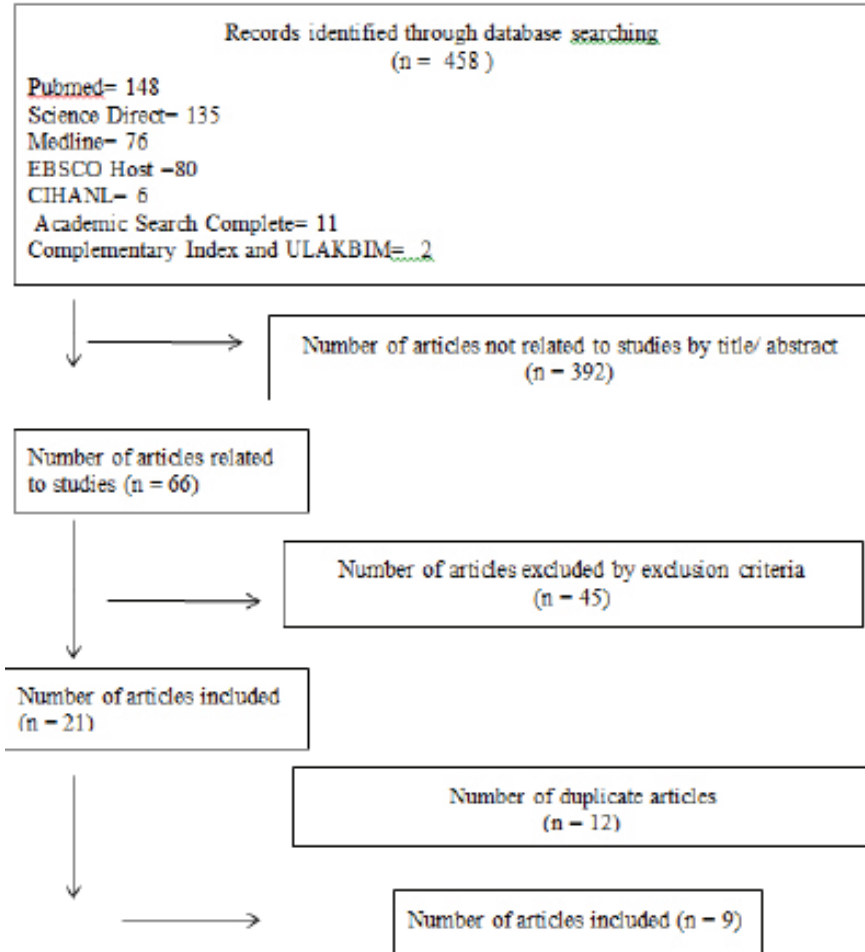 Records identified through database searching
(n = 458 )
Pubmed= 148
Science Direct= 135
Medline= 76
EBSCO Host =80
CIHANL= 6
Academic Search Complete= 11
Complementary Index and ULAKBIM= 2
Number of articles not related to studies by title/ abstract
(n = 392)
Number of articles related
to studies (n = 66)
Number of articles excluded by exclusion criteria
(n = 45)
Number of articles included
(n = 21)
Number of duplicate articles
(n = 12)
Number of articles included (n = 9)